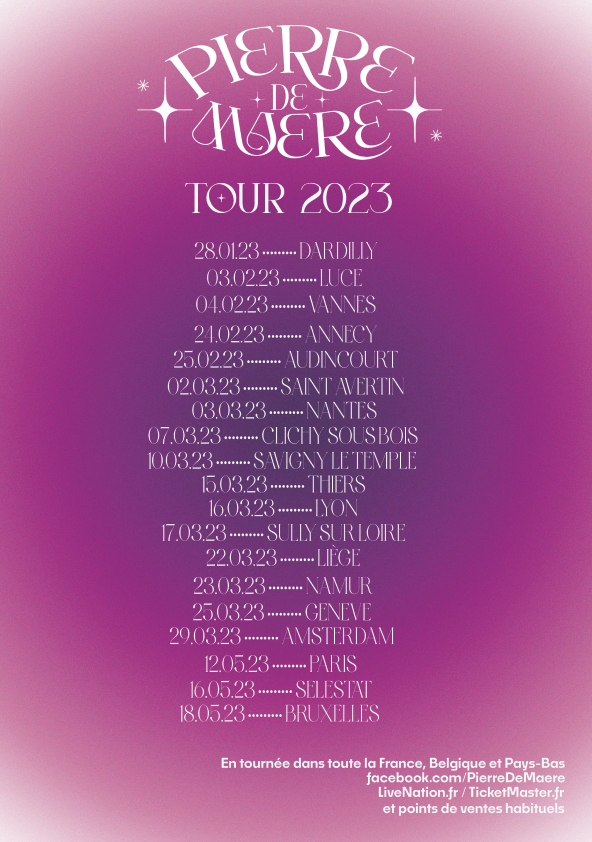 PIERRE
DE
MAERE
TOUR 2023
28.01.23 ········· DARDILLY
03.02.23 ········· LUCE
04.02.23 ········· VANNES
24.02.23 ········· ANNECY
25.02.23 ········· AUDINCOURT
02.03.23 ········· SAINT AVERTIN
03.03.23 ········· NANTES
07.03.23 ········· CLICHY SOUS BOIS
10.03.23 ········· SAVIGNY LE TEMPLE
15.03.23 ········· THIERS
16.03.23 ········· LYON
17.03.23 ········· SULLY SUR LOIRE
22.03.23 ········· LIÈGE
23.03.23 ········· NAMUR
25.03.23 ········· GENEVE
29.03.23 ········· AMSTERDAM
12.05.23 ········· PARIS
16.05.23 ········· SELESTAT
18.05.23 ········· BRUXELLES
En tournée dans toute la France, Belgique et Pays-Bas
facebook.com/PierreDeMaere
LiveNation.fr / TicketMaster.fr
et points de ventes habituels